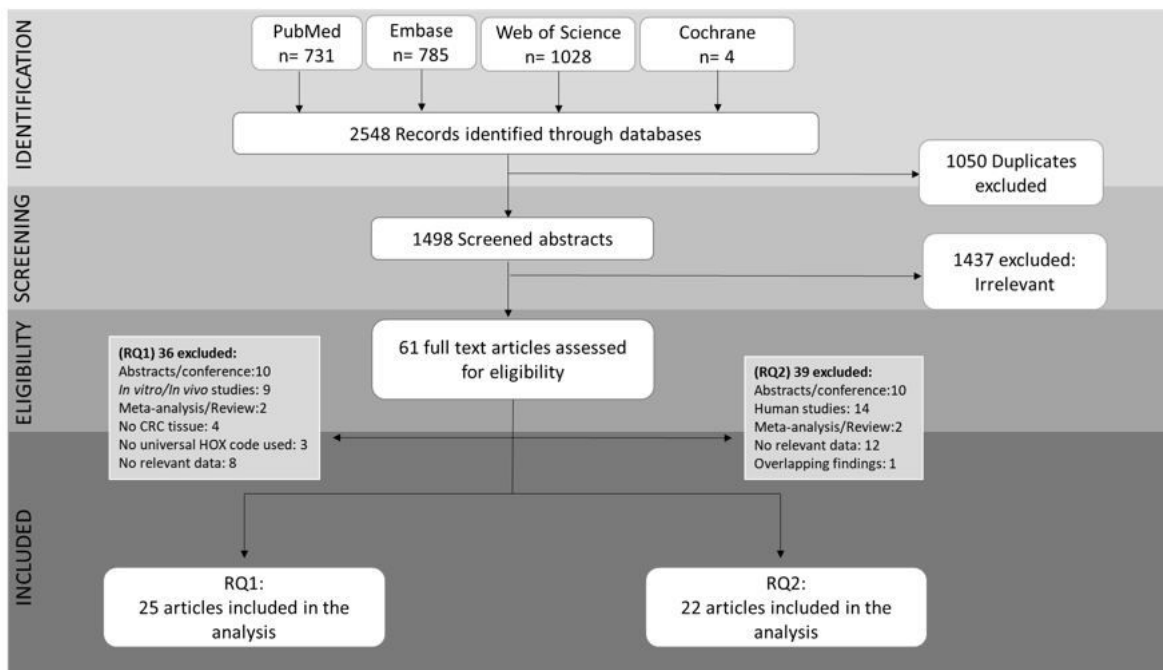 IDENTIFICATION
PubMed
n= 731
Embase
n= 785
Web of Science
n= 1028
Cochrane
n= 4
2548 Records identified through databases
1050 Duplicates
excluded
SCREENING
1498 Screened abstracts
1437 excluded:
Irrelevant
ELIGIBILITY
61 full text articles assessed
for eligibility
(RQ1) 36 excluded:
Abstracts/conference:10
In vitro/In vivo studies: 9
Meta-analysis/Review:2
No CRC tissue: 4
No universal HOX code used: 3
No relevant data: 8
(RQ2) 39 excluded:
Abstracts/conference:10
Human studies: 14
Meta-analysis/Review:2
No relevant data: 12
Overlapping findings: 1
INCLUDED
RQ1:
25 articles included in the
analysis
RQ2:
22 articles included in the
analysis